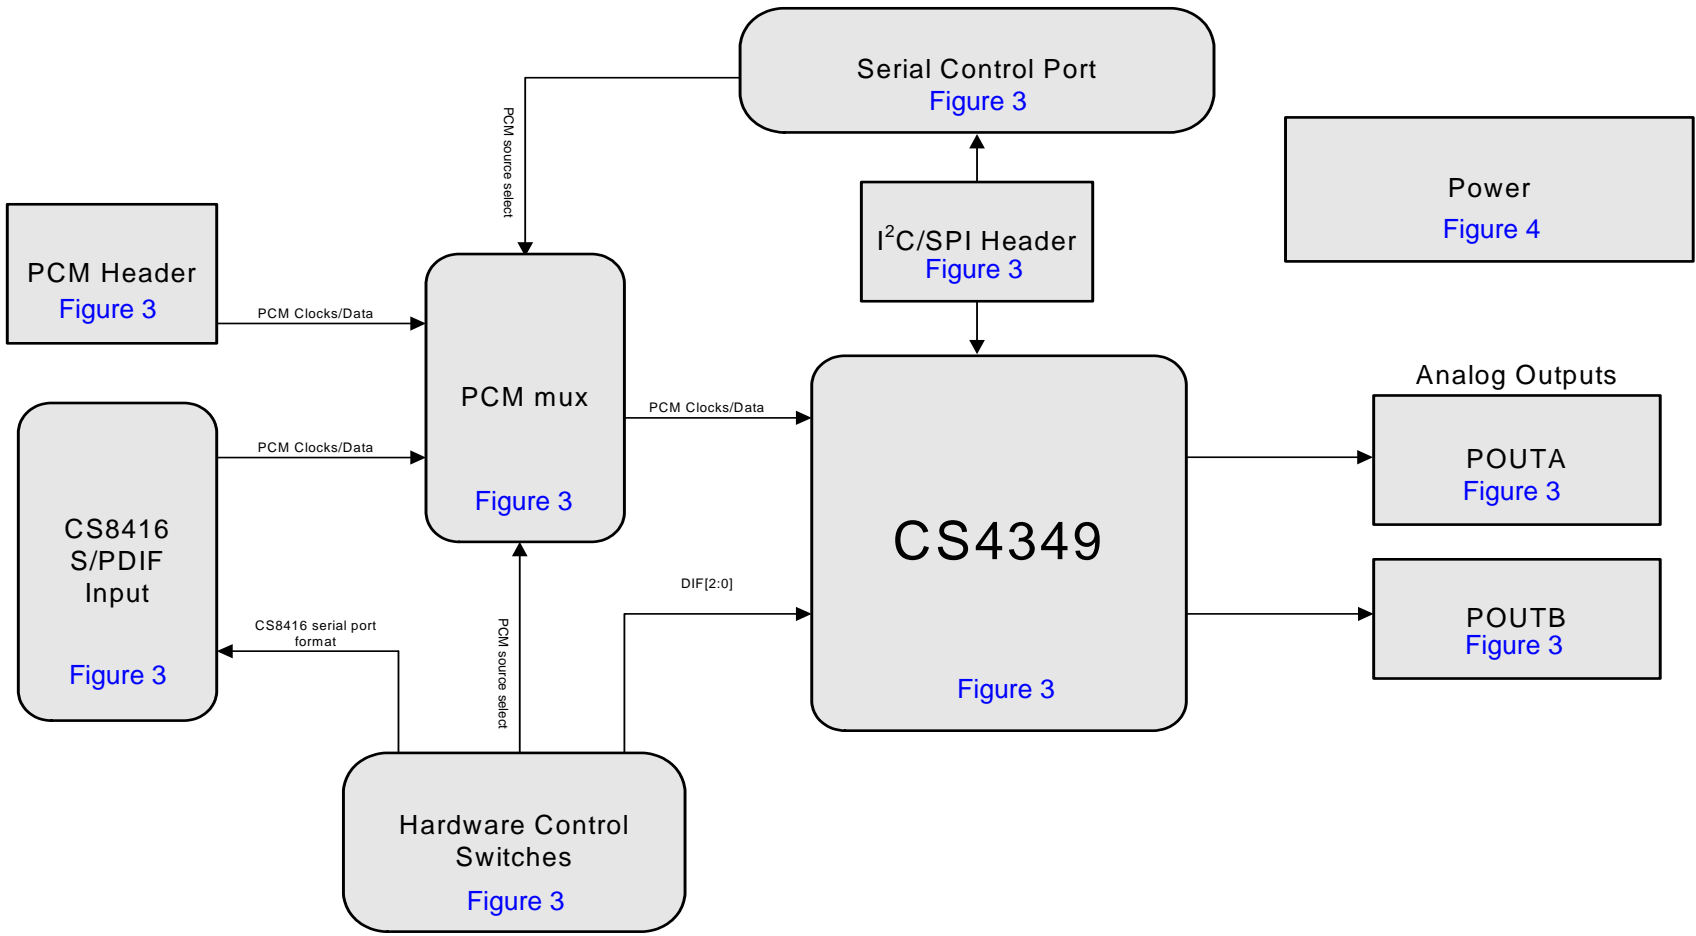 Serial Control Port
Figure 3
PCM source select
Power
Figure 4
I²C/SPI Header
Figure 3
PCM Header
Figure 3
PCM Clocks/Data
PCM mux
Figure 3
PCM Clocks/Data
PCM Clocks/Data
CS8416
S/PDIF
Input
Figure 3
CS8416 serial port
format
PCM source select
DIF[2:0]
CS4349
Figure 3
Analog Outputs
POUTA
Figure 3
POUTB
Figure 3
Hardware Control
Switches
Figure 3